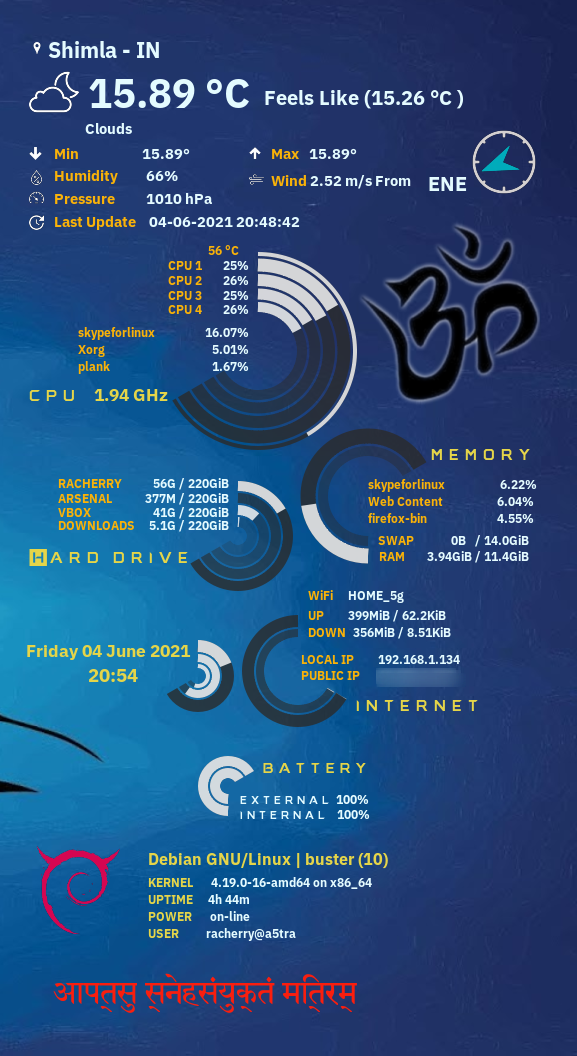 Shimla - IN
15.89 °C Feels Like (15.26 °C )
Clouds
Min 15.89° Max 15.89°
Humidity 66% Wind 2.52 m/s From ENE
Pressure 1010 hPa
Last Update 04-06-2021 20:48:42
ॐ
56 °C
CPU 1 25%
CPU 2 26%
CPU 3 25%
CPU 4 26%
skypeforlinux 16.07%
Xorg 5.01%
plank 1.67%
CPU 1.94 GHz
MEMORY
skypeforlinux 6.22%
Web Content 6.04%
firefox-bin 4.55%
SWAP 0B / 14.0GiB
RAM 3.94GiB / 11.4GiB
RACHERRY 56G / 220GiB
ARSENAL 377M / 220GiB
VBOX 41G / 220GiB
DOWNLOADS 5.1G / 220GiB
HARD DRIVE
WiFi HOME_5g
UP 399MiB / 62.2KiB
DOWN 356MiB / 8.51KiB
LOCAL IP 192.168.1.134
PUBLIC IP
INTERNET
Friday 04 June 2021
20:54
BATTERY
EXTERNAL 100%
INTERNAL 100%
Debian GNU/Linux | buster (10)
KERNEL 4.19.0-16-amd64 on x86_64
UPTIME 4h 44m
POWER on-line
USER racherry@a5tra
आपत्सु स्नेहसंयुक्तं मत्रिम्